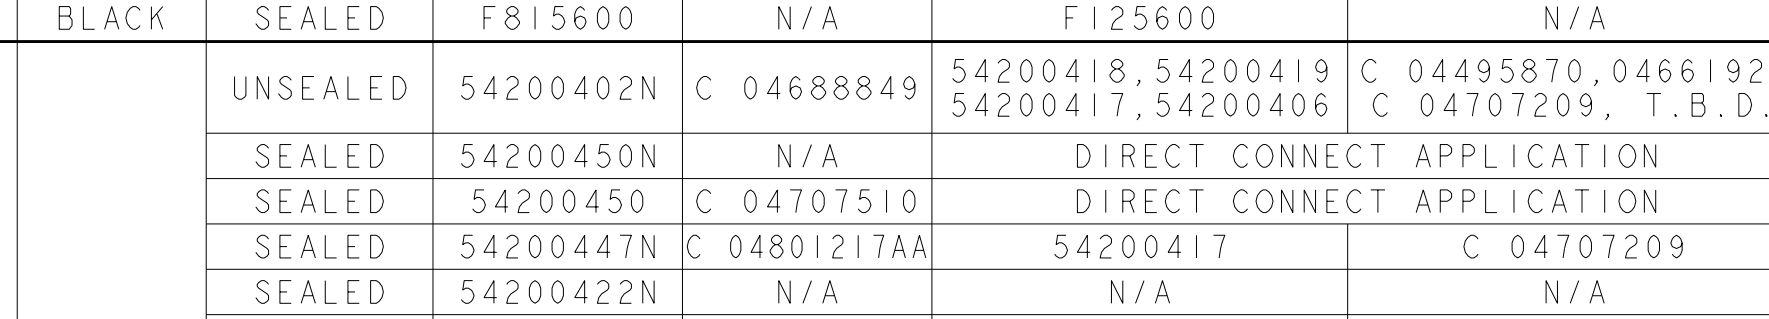 BLACK SEALED F815600 N/A F125600 N/A
UNSEALED 54200402N C 04688849 54200418,54200419 C 04495870,0466192
54200417,54200406 C 04707209, T.B.D.
SEALED 54200450N N/A DIRECT CONNECT APPLICATION
SEALED 54200450 C 04707510 DIRECT CONNECT APPLICATION
SEALED 54200447N C 04801217AA 54200417 C 04707209
SEALED 54200422N N/A N/A N/A